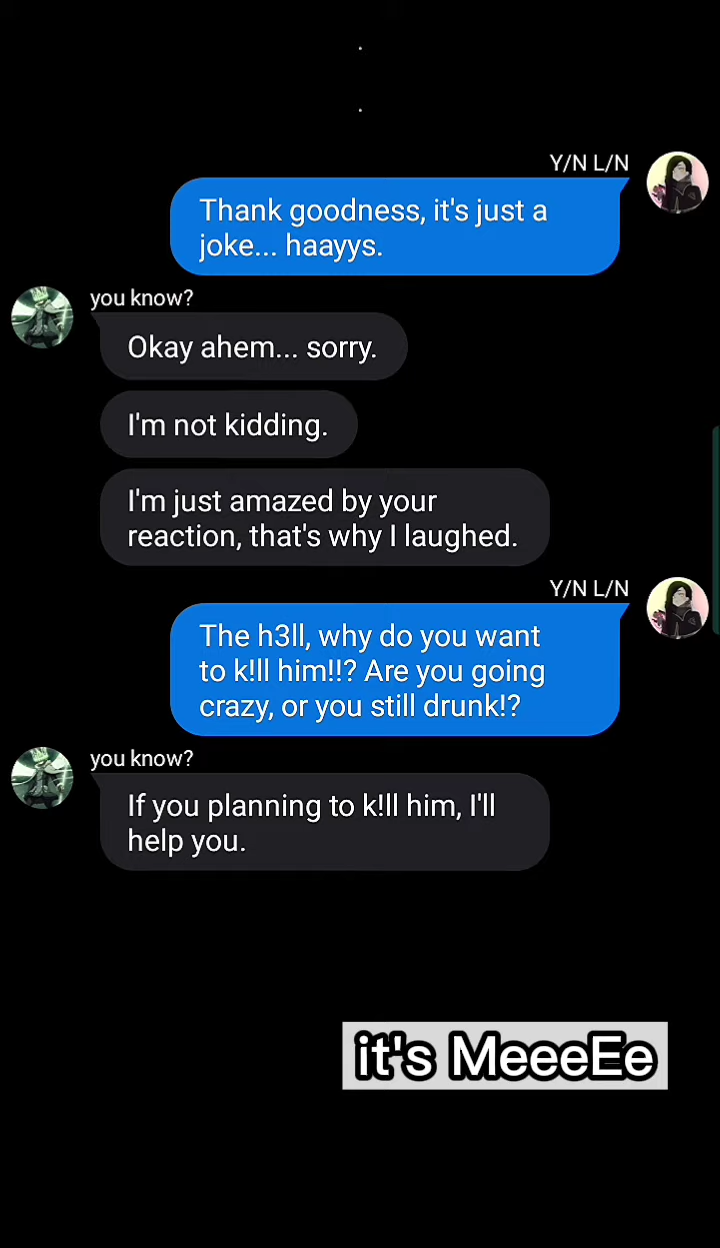 Y/N L/N
Thank goodness, it's just a
joke... haayys.
you know?
Okay ahem... sorry.
I'm not kidding.
I'm just amazed by your
reaction, that's why I laughed.
Y/N L/N
The h3ll, why do you want
to k!ll him!!? Are you going
crazy, or you still drunk!?
you know?
If you planning to k!ll him, I'll
help you.
it's MeeeEe